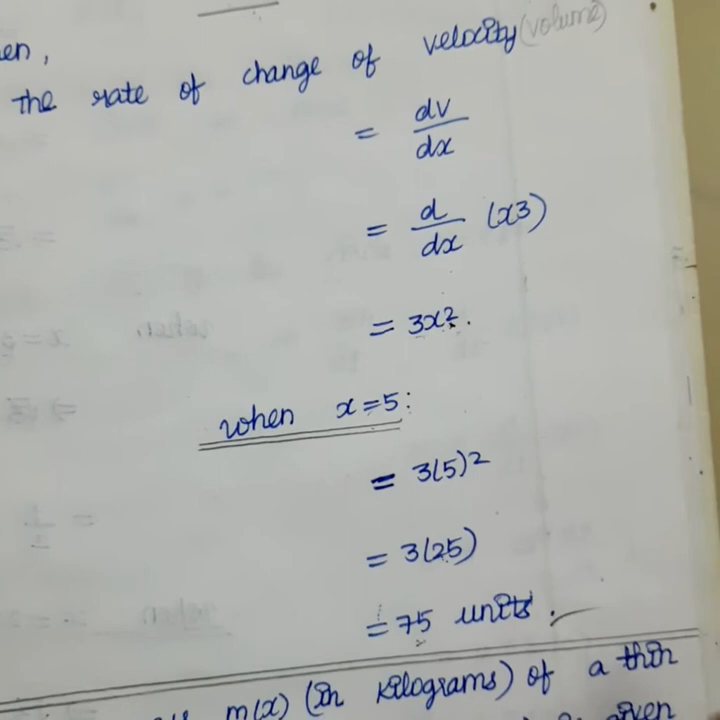 en,
the rate of change of velocity (volume)
= dv/dx
= d/dx (x3)
= 3x2.
when x=5:
= 3(5)2
= 3(25)
= 75 units.
m(x) (in kilograms) of a thin
given